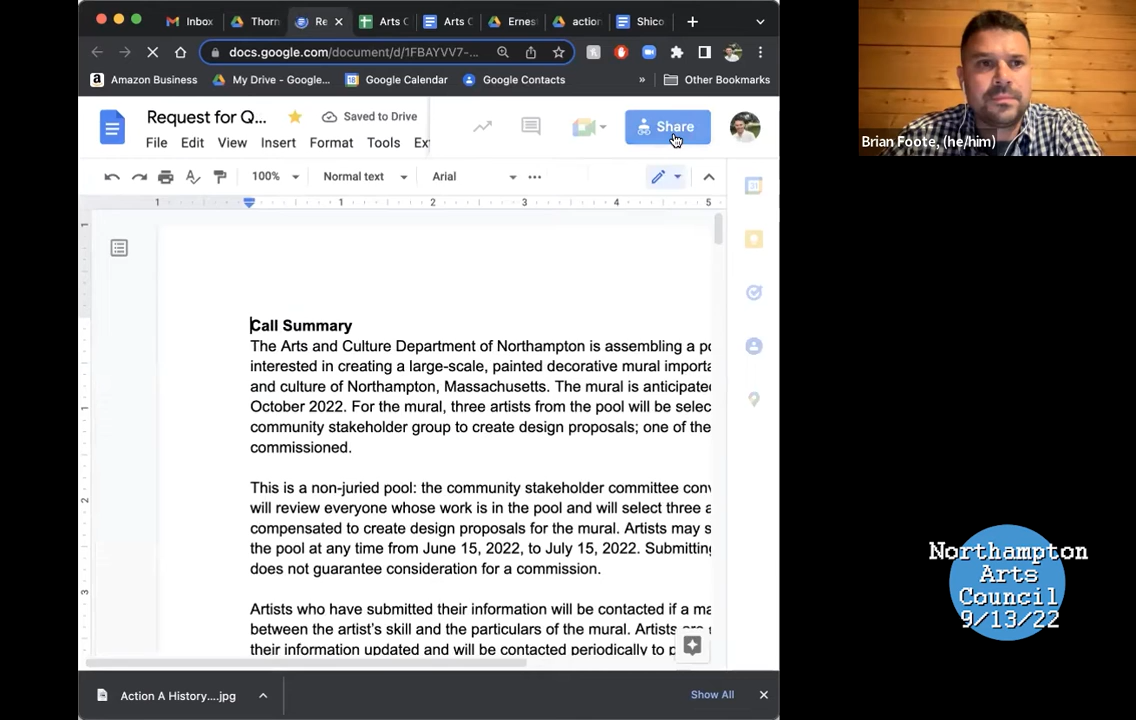 Inbox
Thorn
Re
Arts C
Arts C
Ernes
action
Shico
docs.google.com/document/d/1FBAYVV7-...
Amazon Business
My Drive - Google...
Google Calendar
Google Contacts
»
Other Bookmarks
Request for Q...
Saved to Drive
Share
File Edit View Insert Format Tools Ex
100%
Normal text
Arial
1 1 2 3 4 5
Call Summary
The Arts and Culture Department of Northampton is assembling a po
interested in creating a large-scale, painted decorative mural importa
and culture of Northampton, Massachusetts. The mural is anticipated
October 2022. For the mural, three artists from the pool will be selec
community stakeholder group to create design proposals; one of the
commissioned.
This is a non-juried pool: the community stakeholder committee conv
will review everyone whose work is in the pool and will select three a
compensated to create design proposals for the mural. Artists may s
the pool at any time from June 15, 2022, to July 15, 2022. Submitting
does not guarantee consideration for a commission.
Artists who have submitted their information will be contacted if a ma
between the artist's skill and the particulars of the mural. Artists are
their information updated and will be contacted periodically to
Action A History....jpg
Show All
Brian Foote, (he/him)
Northampton
Arts
Council
9/13/22